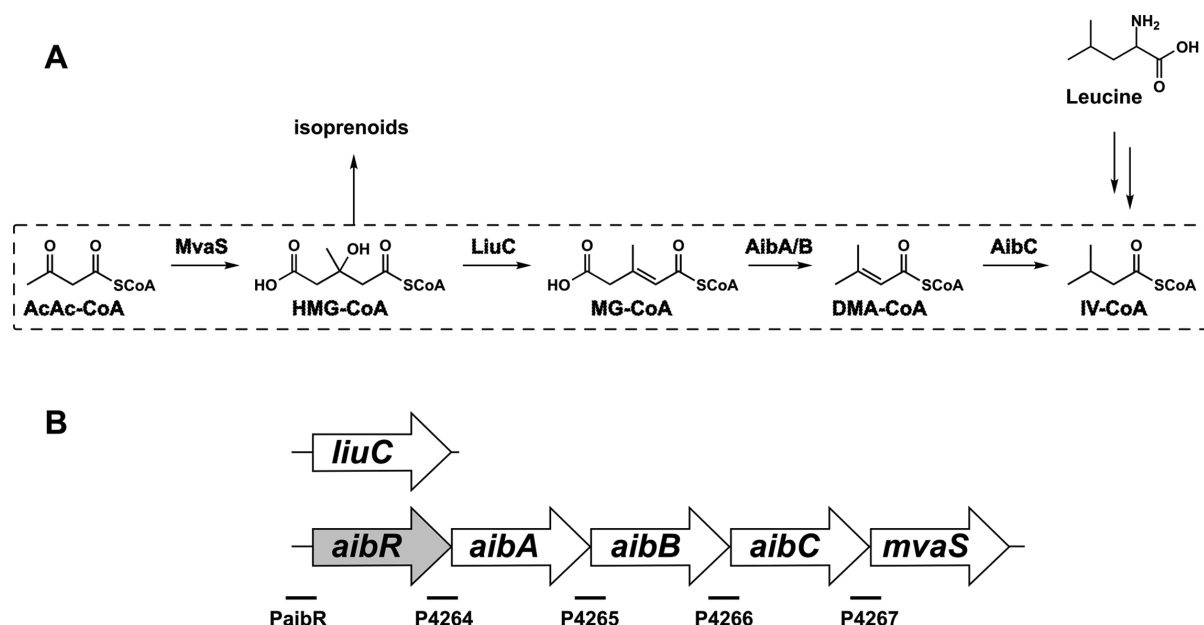 A
NH₂
OH
O
Leucine
isoprenoids
O O
SCoA
AcAc-CoA
MvaS
O OH O
HO SCoA
HMG-CoA
LiuC
O O
HO SCoA
MG-CoA
AibA/B
O
SCoA
DMA-CoA
AibC
O
SCoA
IV-CoA
B
liuC
aibR aibA aibB aibC mvaS
PaibR P4264 P4265 P4266 P4267